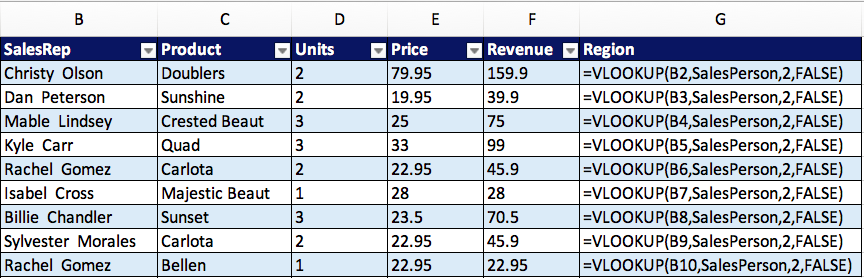 B C D E F G
SalesRep Product Units Price Revenue Region
Christy Olson Doublers 2 79.95 159.9 =VLOOKUP(B2,SalesPerson,2,FALSE)
Dan Peterson Sunshine 2 19.95 39.9 =VLOOKUP(B3,SalesPerson,2,FALSE)
Mable Lindsey Crested Beaut 3 25 75 =VLOOKUP(B4,SalesPerson,2,FALSE)
Kyle Carr Quad 3 33 99 =VLOOKUP(B5,SalesPerson,2,FALSE)
Rachel Gomez Carlota 2 22.95 45.9 =VLOOKUP(B6,SalesPerson,2,FALSE)
Isabel Cross Majestic Beaut 1 28 28 =VLOOKUP(B7,SalesPerson,2,FALSE)
Billie Chandler Sunset 3 23.5 70.5 =VLOOKUP(B8,SalesPerson,2,FALSE)
Sylvester Morales Carlota 2 22.95 45.9 =VLOOKUP(B9,SalesPerson,2,FALSE)
Rachel Gomez Bellen 1 22.95 22.95 =VLOOKUP(B10,SalesPerson,2,FALSE)